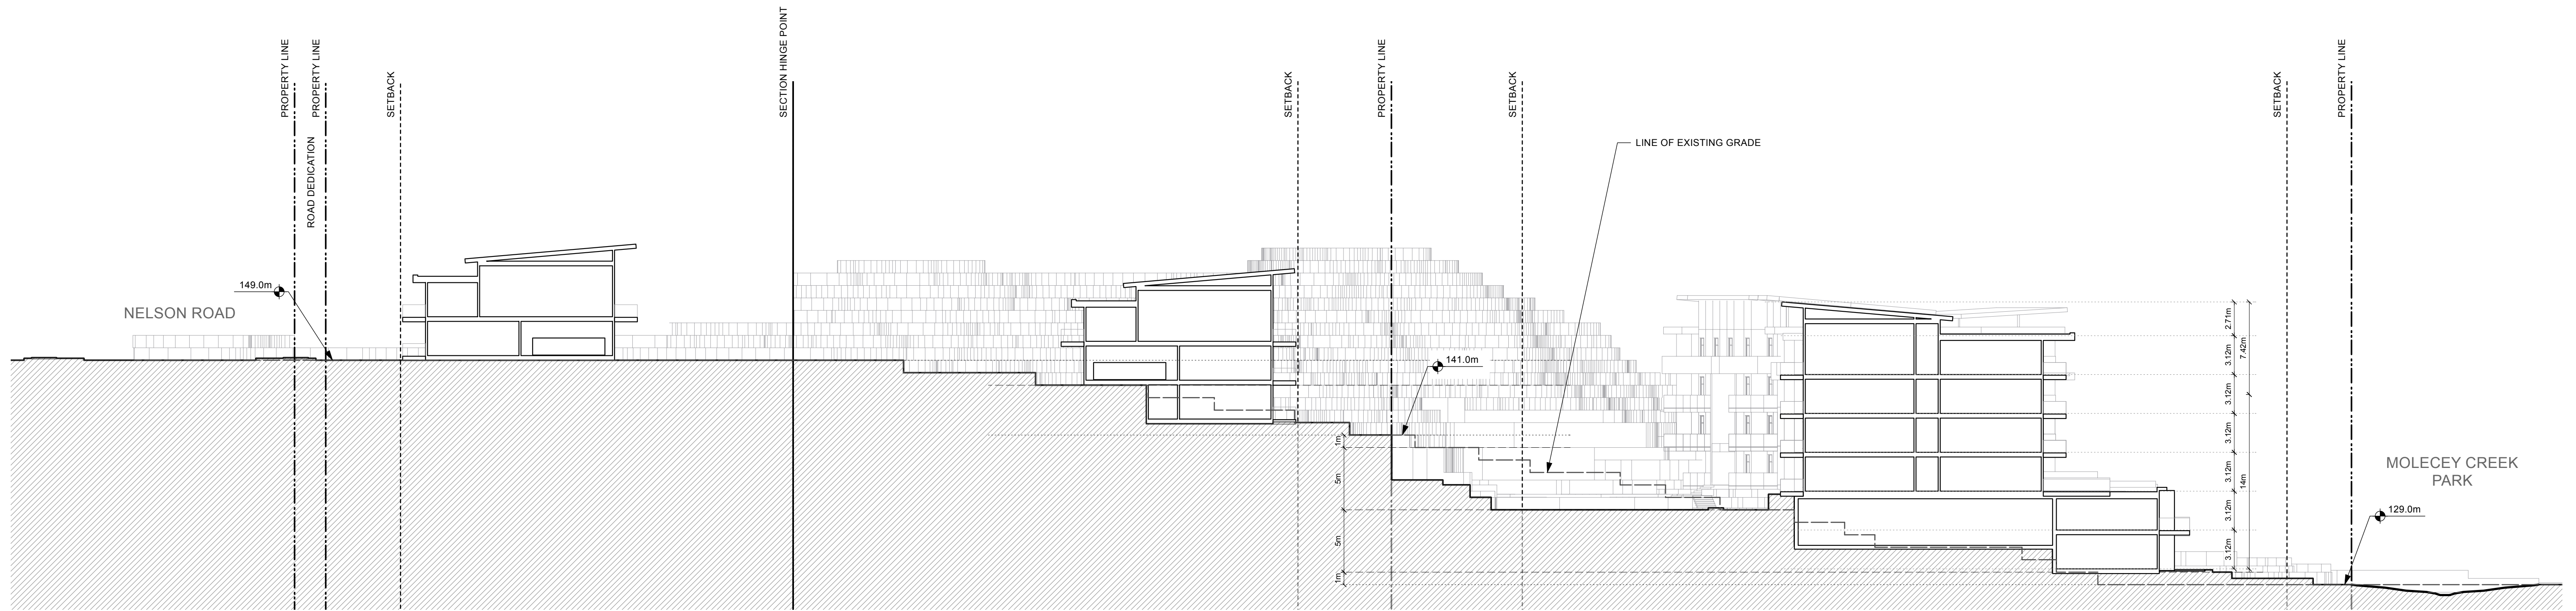 PROPERTY LINE
PROPERTY LINE
ROAD DEDICATION
SETBACK
SECTION HINGE POINT
SETBACK
PROPERTY LINE
SETBACK
SETBACK
PROPERTY LINE
LINE OF EXISTING GRADE
149.0m
NELSON ROAD
141.0m
2.71m
3.12m
3.12m
3.12m
3.12m
3.12m
3.12m
7.42m
14m
1m
5m
5m
1m
MOLECEY CREEK
PARK
129.0m